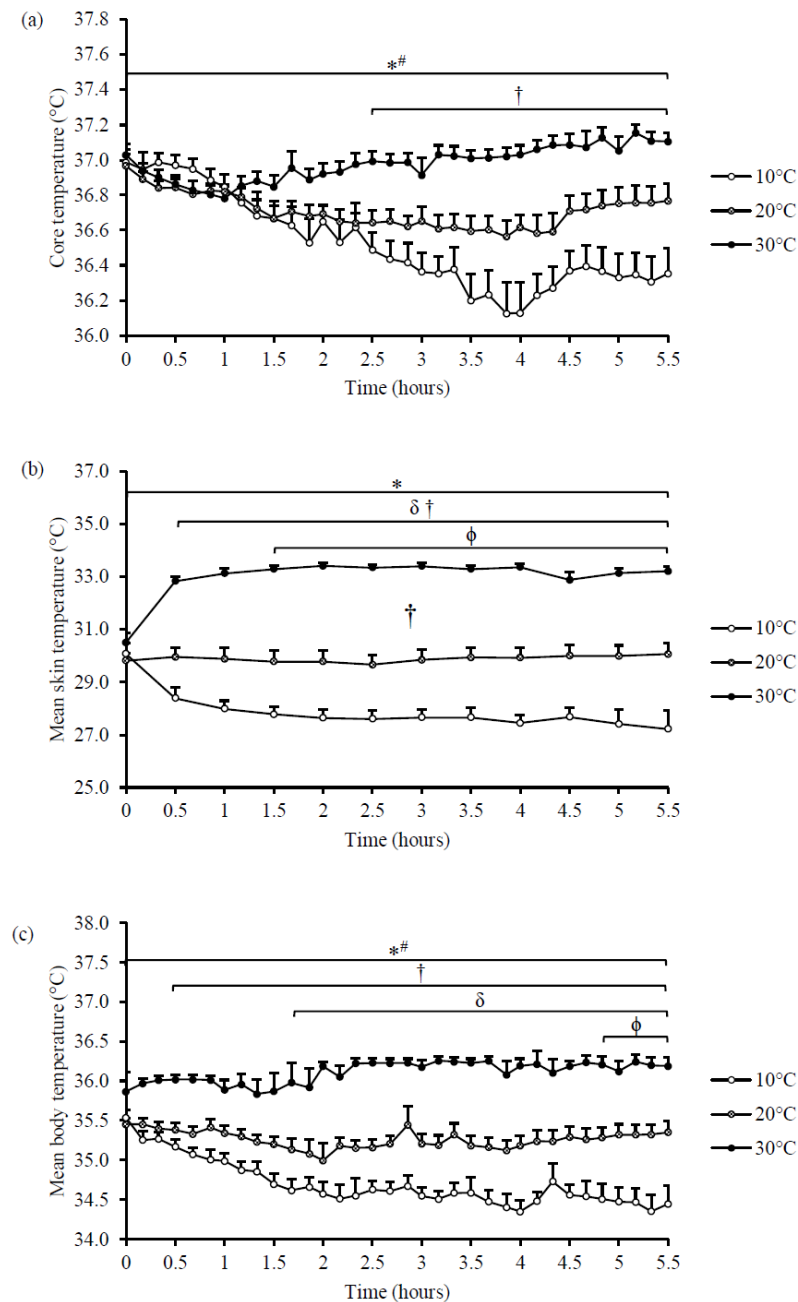 (a)
Core temperature (°C)
37.8
37.6
37.2
37.0
36.8
36.6
36.4
36.2
36.0
*#
†
10°C
20°C
30°C
0 0.5 1 1.5 2 2.5 3 3.5 4 4.5 5 5.5
Time (hours)
(b)
Mean skin temperature (°C)
37.0
35.0
33.0
31.0
29.0
27.0
25.0
*
δ †
ϕ
†
10°C
20°C
30°C
0 0.5 1 1.5 2 2.5 3 3.5 4 4.5 5 5.5
Time (hours)
(c)
Mean body temperature (°C)
38.0
37.5
37.0
36.5
36.0
35.5
35.0
34.5
34.0
*#
†
δ
ϕ
10°C
20°C
30°C
0 0.5 1 1.5 2 2.5 3 3.5 4 4.5 5 5.5
Time (hours)